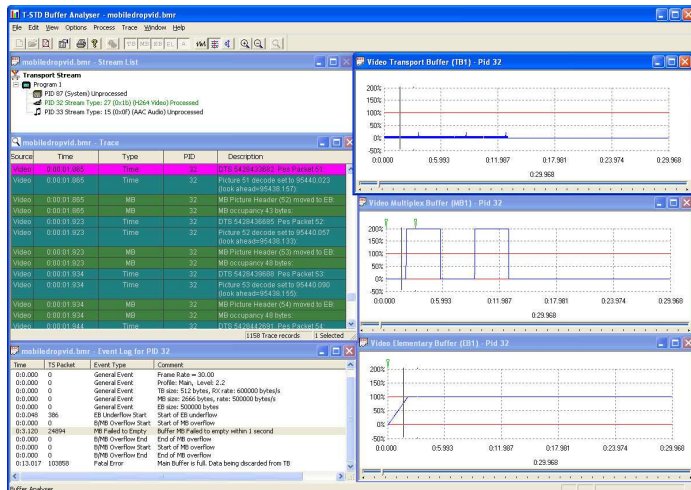 T-STD Buffer Analyser - mobiledropvid.bmr
File Edit View Options Process Trace Window Help
mobiledropvid.bmr - Stream List
Transport Stream
Program 1
PID 87 (System) Unprocessed
PID 32 Stream Type: 27 (0x1b) (H264 Video) Processed
PID 33 Stream Type: 15 (0x0f) (AAC Audio) Unprocessed
mobiledropvid.bmr - Trace
Source Time Type PID Description
Video 0:00:01.865 Time 32 DTS 5428433682 Pes Packet 51:
Video 0:00:01.865 Time 32 Picture 51 decode set to 95440.023
(look ahead=95438.157):
Video 0:00:01.865 MB 32 MB Picture Header (52) moved to EB:
Video 0:00:01.865 MB 32 MB occupancy 43 bytes:
Video 0:00:01.923 Time 32 DTS 5428436685 Pes Packet 52:
Video 0:00:01.923 Time 32 Picture 52 decode set to 95440.057
(look ahead=95438.133):
Video 0:00:01.923 MB 32 MB Picture Header (53) moved to EB:
Video 0:00:01.923 MB 32 MB occupancy 48 bytes:
Video 0:00:01.934 Time 32 DTS 5428439688 Pes Packet 53:
Video 0:00:01.934 Time 32 Picture 53 decode set to 95440.090
(look ahead=95438.155):
Video 0:00:01.934 MB 32 MB Picture Header (54) moved to EB:
Video 0:00:01.934 MB 32 MB occupancy 48 bytes:
Video 0:00:01.944 Time 32 DTS 5428442691 Pes Packet 54:
1158 Trace records 1 Selected
mobiledropvid.bmr - Event Log for PID 32
Time TS Packet Event Type Comment
0:0.000 0 General Event Frame Rate = 30.00
0:0.000 0 General Event Profile: Main, Level: 2.2
0:0.000 0 General Event TB size: 512 bytes, RX rate: 600000 bytes/s
0:0.000 0 General Event MB size: 2666 bytes, rate: 500000 bytes/s
0:0.000 0 General Event EB size: 500000 bytes
0:0.048 386 EB Underflow Start Start of EB underflow
0:0.000 0 B/MB Overflow Start Start of MB overflow
0:3.120 24894 MB Failed to Empty Buffer MB Failed to empty within 1 second
0:0.000 0 B/MB Overflow End End of MB overflow
0:0.000 0 B/MB Overflow Start Start of MB overflow
0:0.000 0 B/MB Overflow End End of MB overflow
0:13.017 103858 Fatal Error Main Buffer is full. Data being discarded from TB
Buffer Analyser
Video Transport Buffer (TB1) - Pid 32
200%
150%
100%
50%
0%
-50%
0:0.000 0:5.993 0:11.987 0:17.981 0:23.974 0:29.968
0:29.968
Video Multiplex Buffer (MB1) - Pid 32
200%
150%
100%
50%
0%
-50%
0:0.000 0:5.993 0:11.987 0:17.981 0:23.974 0:29.968
0:29.968
Video Elementary Buffer (EB1) - Pid 32
200%
150%
100%
50%
0%
-50%
0:0.000 0:5.993 0:11.987 0:17.981 0:23.974 0:29.968
0:29.968